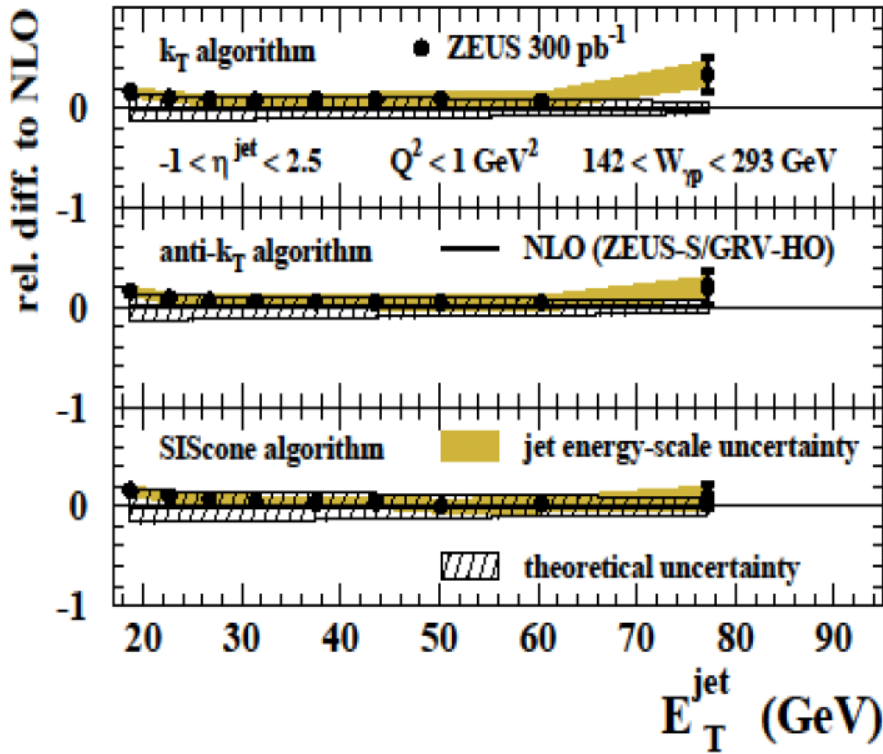 rel. diff. to NLO
k_T algorithm ZEUS 300 pb^-1
0
-1 < η^jet < 2.5 Q^2 < 1 GeV^2 142 < W_γp < 293 GeV
-1
anti-k_T algorithm NLO (ZEUS-S/GRV-HO)
0
-1
SIScone algorithm jet energy-scale uncertainty
0
theoretical uncertainty
-1
20 30 40 50 60 70 80 90
E_T^jet (GeV)